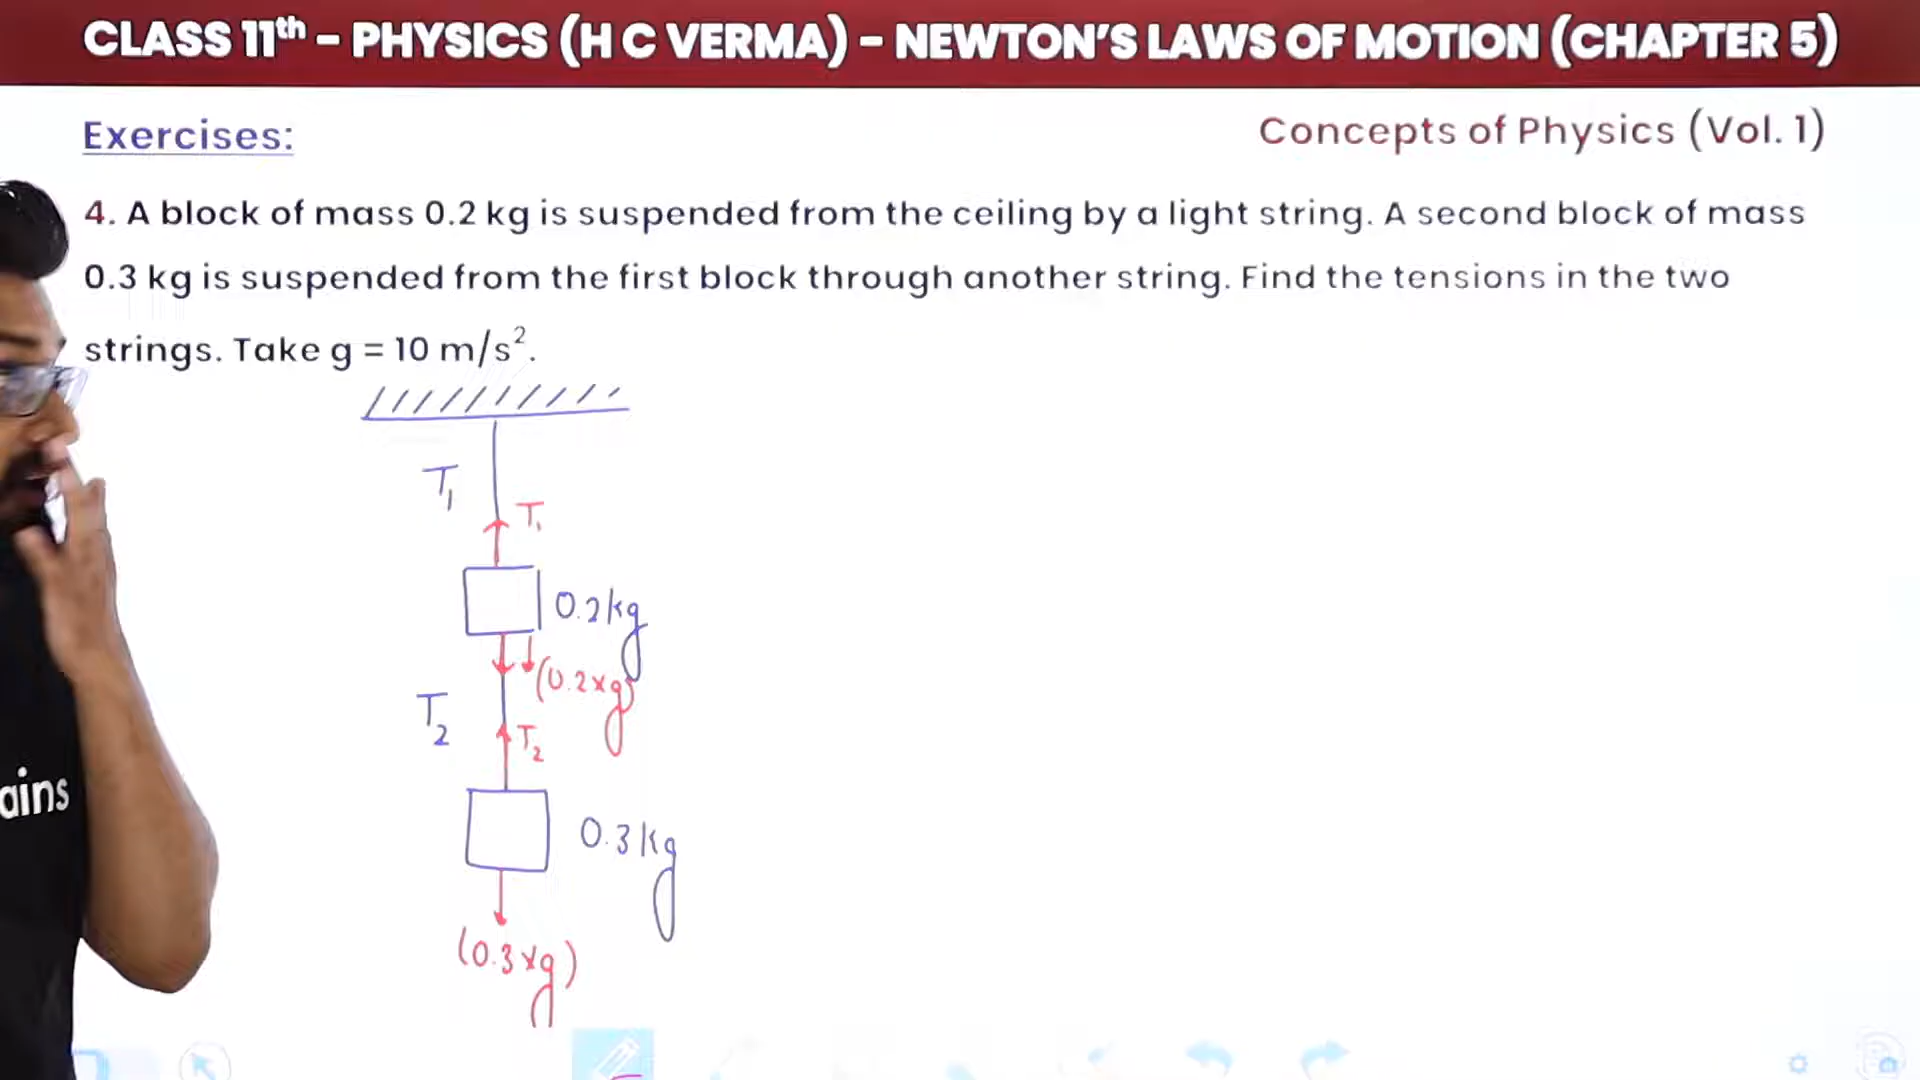 CLASS 11th – PHYSICS (H C VERMA) – NEWTON'S LAWS OF MOTION (CHAPTER 5)
Exercises:
Concepts of Physics (Vol. 1)
4. A block of mass 0.2 kg is suspended from the ceiling by a light string. A second block of mass
0.3 kg is suspended from the first block through another string. Find the tensions in the two
strings. Take g = 10 m/s².
T₁
T₁
0.2kg
(0.2×g)
T₂
T₂
ains
0.3kg
(0.3×g)